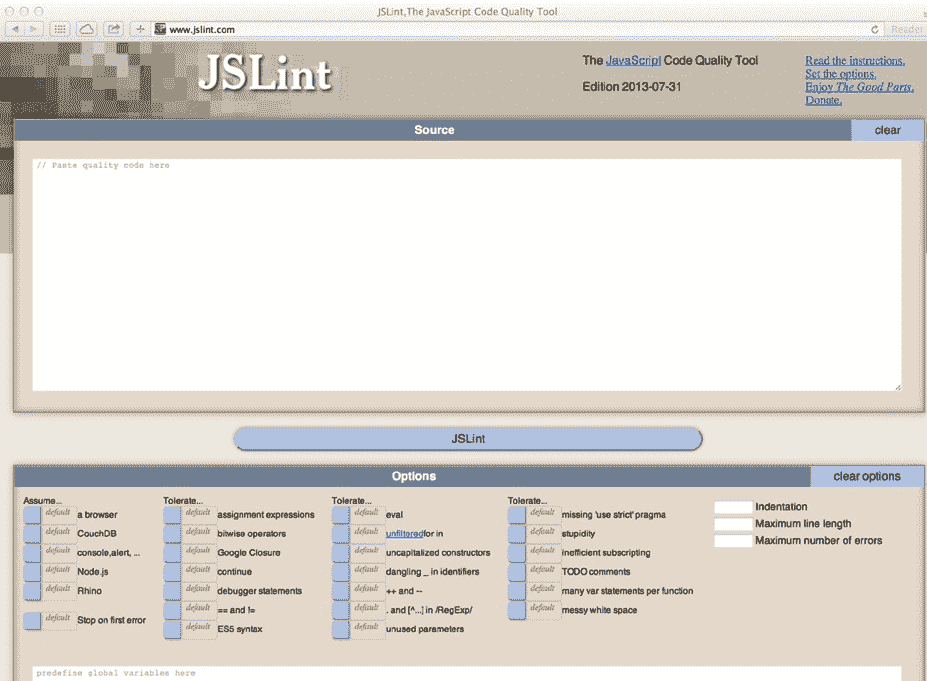 JSLint,The JavaScript Code Quality Tool
www.jslint.com
Reader
JSLint
The JavaScript Code Quality Tool
Edition 2013-07-31
Read the instructions.
Set the options.
Enjoy The Good Parts.
Donate.
Source
clear
// Paste quality code here
JSLint
Options
clear options
Assume...
default a browser
default CouchDB
default console,alert, ...
default Node.js
default Rhino
default Stop on first error
Tolerate...
default assignment expressions
default bitwise operators
default Google Closure
default continue
default debugger statements
default == and !=
default ES5 syntax
Tolerate...
default eval
default unfilteredfor in
default uncapitalized constructors
default dangling _ in identifiers
default ++ and --
default . and [^...] in /RegExp/
default unused parameters
Tolerate...
default missing 'use strict' pragma
default stupidity
default inefficient subscripting
default TODO comments
default many var statements per function
default messy white space
Indentation
Maximum line length
Maximum number of errors
predefine global variables here